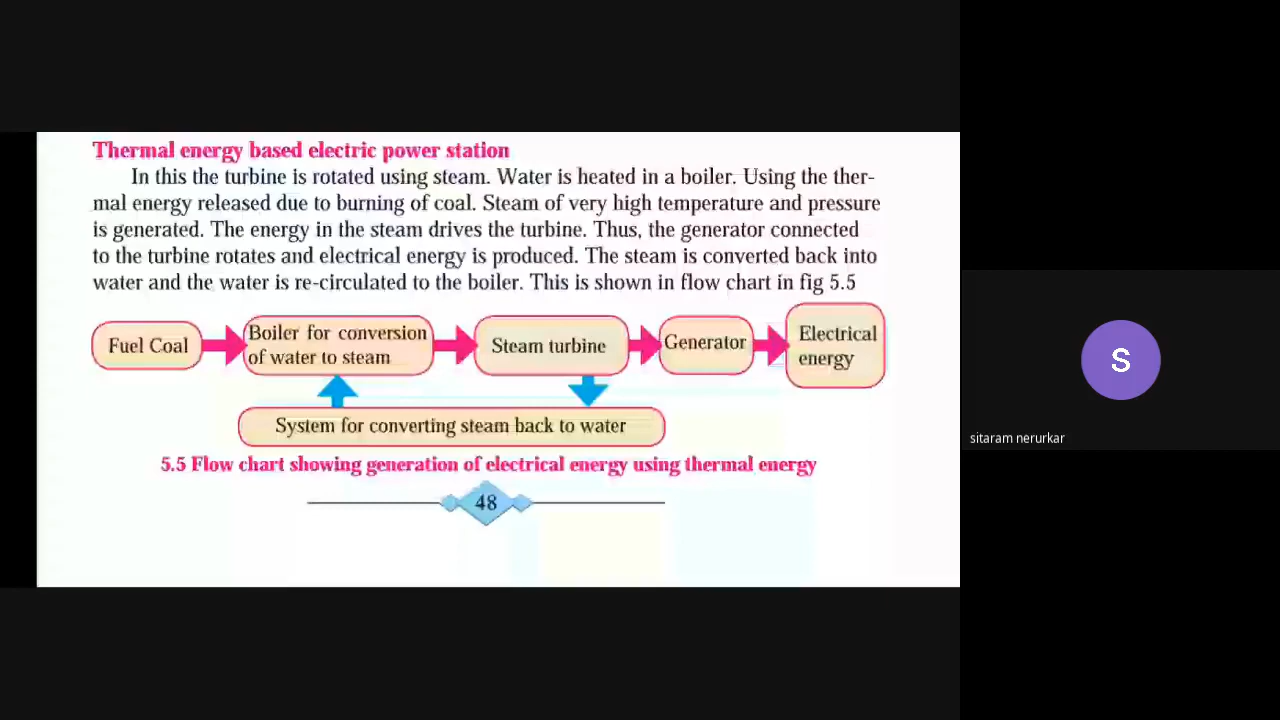 Thermal energy based electric power station
In this the turbine is rotated using steam. Water is heated in a boiler. Using the ther-
mal energy released due to burning of coal. Steam of very high temperature and pressure
is generated. The energy in the steam drives the turbine. Thus, the generator connected
to the turbine rotates and electrical energy is produced. The steam is converted back into
water and the water is re-circulated to the boiler. This is shown in flow chart in fig 5.5
Fuel Coal
Boiler for conversion
of water to steam
Steam turbine
Generator
Electrical
energy
System for converting steam back to water
5.5 Flow chart showing generation of electrical energy using thermal energy
48
S
sitaram nerurkar